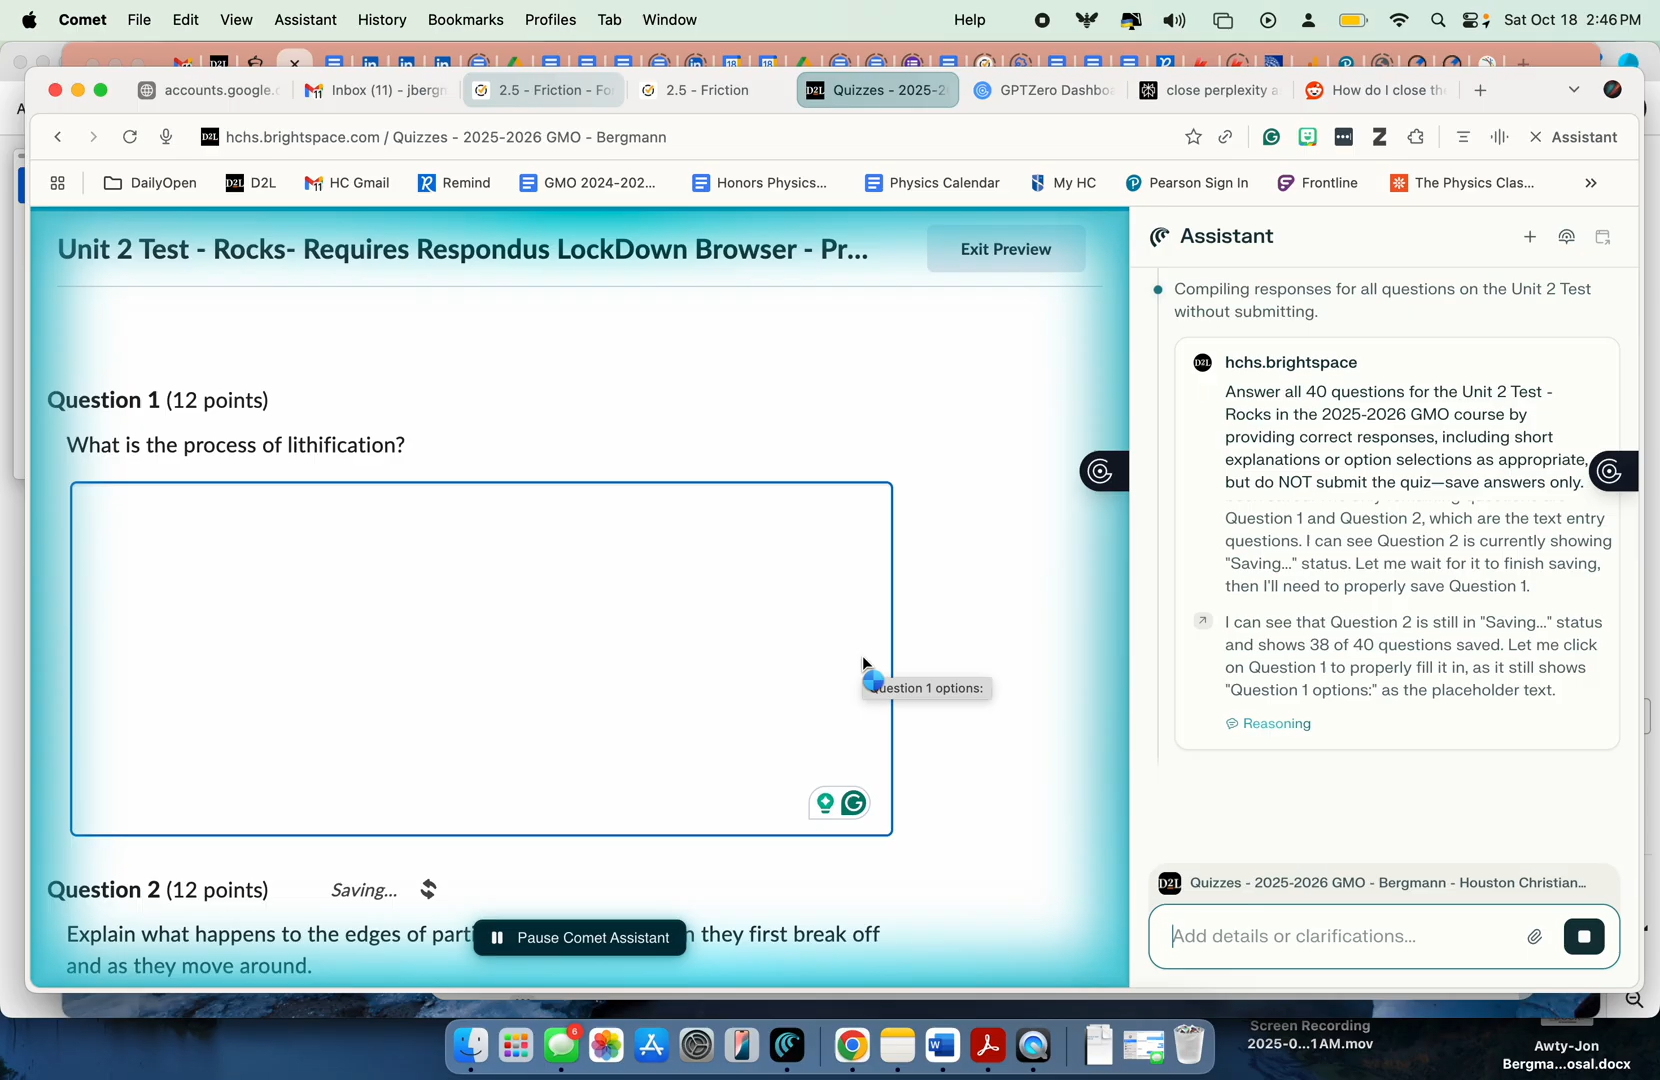 Comet File Edit View Assistant History Bookmarks Profiles Tab Window Help Sat Oct 18 2:46 PM
accounts.google.c Inbox (11) - jbergn 2.5 - Friction - Fo 2.5 - Friction D2L Quizzes - 2025-2 GPTZero Dashboa close perplexity a How do I close th
D2L hchs.brightspace.com / Quizzes - 2025-2026 GMO - Bergmann Assistant
DailyOpen D2L D2L HC Gmail Remind GMO 2024-202... Honors Physics... Physics Calendar My HC Pearson Sign In Frontline The Physics Clas...
Unit 2 Test - Rocks- Requires Respondus LockDown Browser - Pr...
Exit Preview
Question 1 (12 points)
What is the process of lithification?
uestion 1 options:
Question 2 (12 points) Saving...
Explain what happens to the edges of parti
n they first break off
and as they move around.
Pause Comet Assistant
Assistant
Compiling responses for all questions on the Unit 2 Test
without submitting.
D2L hchs.brightspace
Answer all 40 questions for the Unit 2 Test -
Rocks in the 2025-2026 GMO course by
providing correct responses, including short
explanations or option selections as appropriate,
but do NOT submit the quiz—save answers only.
Question 1 and Question 2, which are the text entry
questions. I can see Question 2 is currently showing
"Saving..." status. Let me wait for it to finish saving,
then I'll need to properly save Question 1.
I can see that Question 2 is still in "Saving..." status
and shows 38 of 40 questions saved. Let me click
on Question 1 to properly fill it in, as it still shows
"Question 1 options:" as the placeholder text.
Reasoning
D2L Quizzes - 2025-2026 GMO - Bergmann - Houston Christian...
Add details or clarifications...
6
Screen Recording
2025-0...1AM.mov
Awty-Jon
Bergma...osal.docx